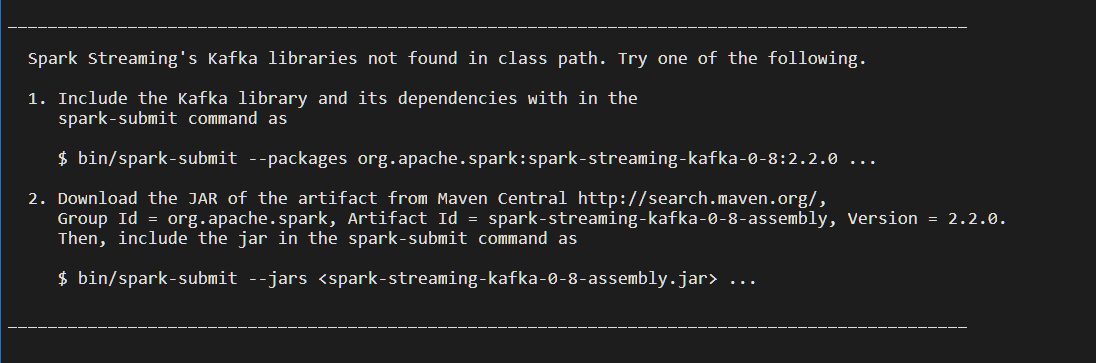 Spark Streaming's Kafka libraries not found in class path. Try one of the following.
1. Include the Kafka library and its dependencies with in the
spark-submit command as
$ bin/spark-submit --packages org.apache.spark:spark-streaming-kafka-0-8:2.2.0 ...
2. Download the JAR of the artifact from Maven Central http://search.maven.org/,
Group Id = org.apache.spark, Artifact Id = spark-streaming-kafka-0-8-assembly, Version = 2.2.0.
Then, include the jar in the spark-submit command as
$ bin/spark-submit --jars <spark-streaming-kafka-0-8-assembly.jar> ...